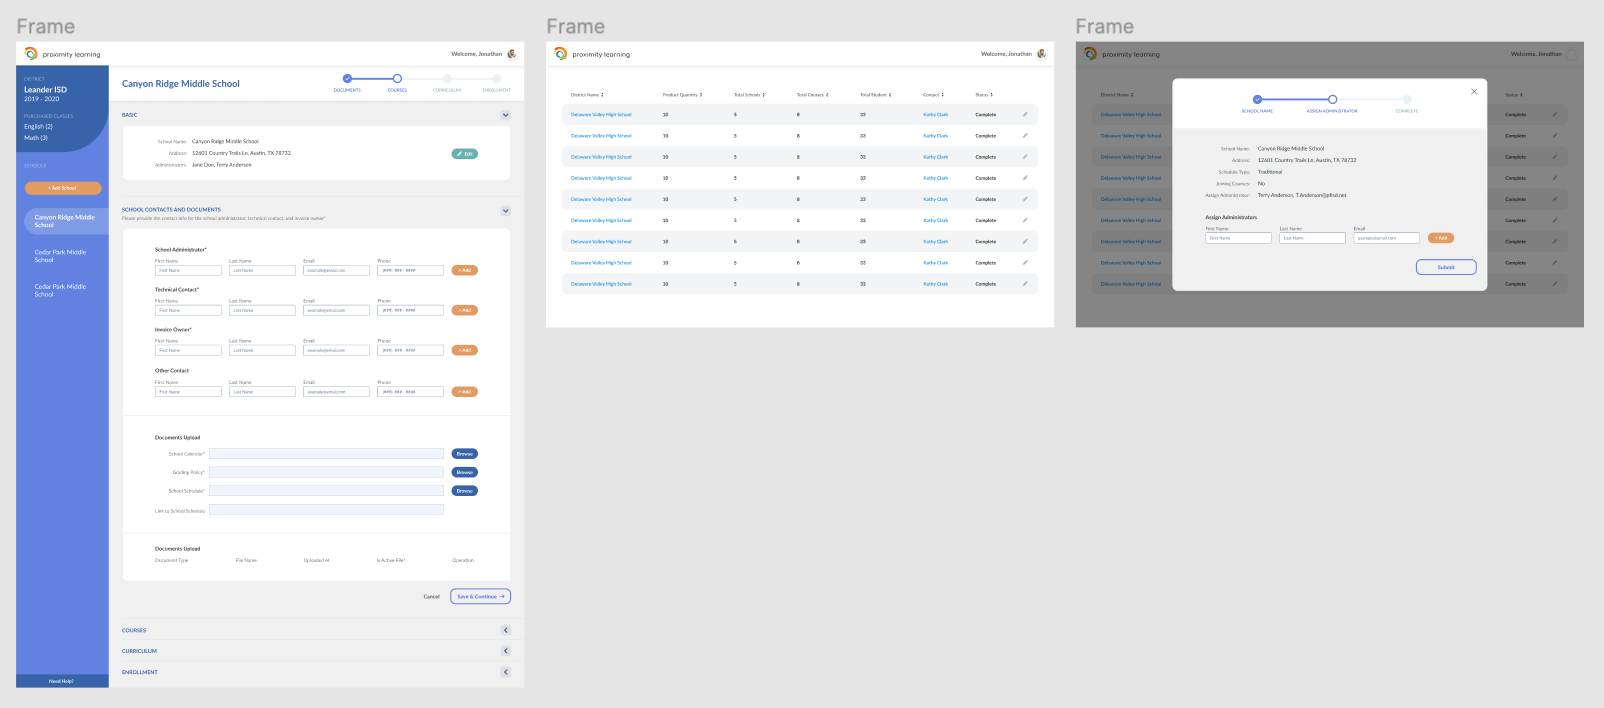 Frame
proximity learning
Welcome, Jonathan
DISTRICT
Leander ISD
2019 - 2020
PURCHASED CLASSES
English (2)
Math (3)
SCHOOLS
+ Add School
Canyon Ridge Middle
School
Cedar Park Middle
School
Cedar Park Middle
School
Need Help?
Canyon Ridge Middle School
DOCUMENTS COURSES CURRICULUM ENROLLMENT
BASIC
School Name: Canyon Ridge Middle School
Address: 12601 Country Trails Ln, Austin, TX 78732
Administrators: Jane Doe, Terry Anderson
Edit
SCHOOL CONTACTS AND DOCUMENTS
Please provide the contact info for the school administrator, technical contact, and invoice owner*
School Administrator*
First Name Last Name Email Phone
First Name Last Name example@email.com (###) ### - #### + Add
Technical Contact*
First Name Last Name Email Phone
First Name Last Name example@email.com (###) ### - #### + Add
Invoice Owner*
First Name Last Name Email Phone
First Name Last Name example@email.com (###) ### - #### + Add
Other Contact
First Name Last Name Email Phone
First Name Last Name example@email.com (###) ### - #### + Add
Documents Upload
School Calendar* Browse
Grading Policy* Browse
School Schedule* Browse
Link to School Schedule
Documents Upload
Document Type File Name Uploaded At Is Active File? Operation
Cancel Save & Continue →
COURSES
CURRICULUM
ENROLLMENT
Frame
proximity learning
Welcome, Jonathan
District Name Product Quantity Total Schools Total Courses Total Student Contact Status
Delaware Valley High School 10 5 8 33 Kathy Clark Complete
Delaware Valley High School 10 5 8 33 Kathy Clark Complete
Delaware Valley High School 10 5 8 33 Kathy Clark Complete
Delaware Valley High School 10 5 8 33 Kathy Clark Complete
Delaware Valley High School 10 5 8 33 Kathy Clark Complete
Delaware Valley High School 10 5 8 33 Kathy Clark Complete
Delaware Valley High School 10 5 8 33 Kathy Clark Complete
Delaware Valley High School 10 5 8 33 Kathy Clark Complete
Delaware Valley High School 10 5 8 33 Kathy Clark Complete
Frame
proximity learning
Welcome, Jonathan
District Name Status
Delaware Valley High School Complete
Delaware Valley High School Complete
Delaware Valley High School Complete
Delaware Valley High School Complete
Delaware Valley High School Complete
Delaware Valley High School Complete
Delaware Valley High School Complete
Delaware Valley High School Complete
Delaware Valley High School Complete
SCHOOL NAME ASSIGN ADMINISTRATOR COMPLETE
School Name: Canyon Ridge Middle School
Address: 12601 Country Trails Ln, Austin, TX 78732
Schedule Type: Traditional
Joining Courses: No
Assign Administrator: Terry Anderson, T.Anderson@pfisd.net
Assign Administrators
First Name Last Name Email
First Name Last Name example@email.com + Add
Submit